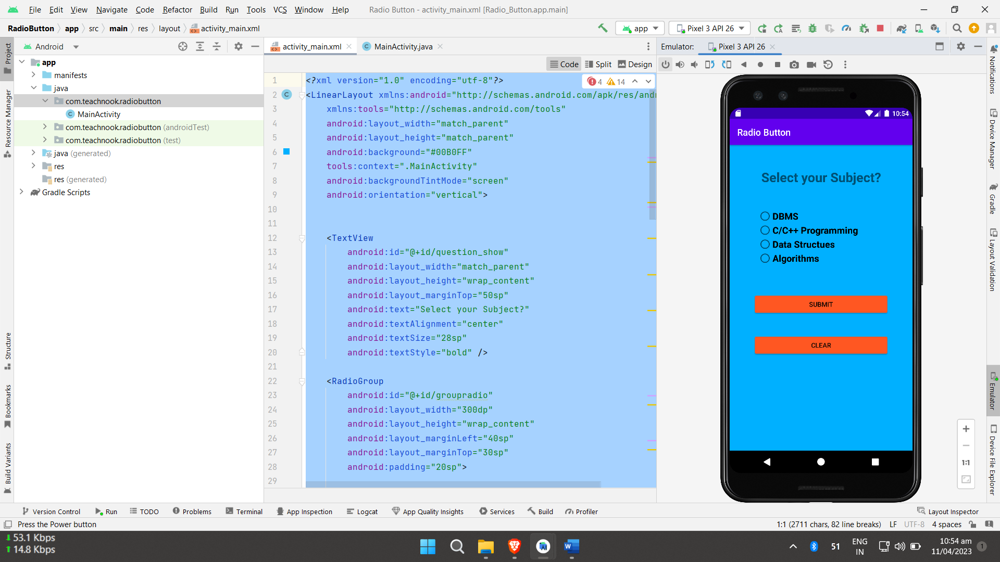 File Edit View Navigate Code Refactor Build Run Tools VCS Window Help Radio Button - activity_main.xml [Radio_Button.app.main]
RadioButton app src main res layout activity_main.xml app Pixel 3 API 26
Project
Resource Manager
Structure
Bookmarks
Build Variants
Android
app
manifests
java
com.teachnook.radiobutton
MainActivity
com.teachnook.radiobutton (androidTest)
com.teachnook.radiobutton (test)
java (generated)
res
res (generated)
Gradle Scripts
activity_main.xml MainActivity.java
Code Split Design
4 14
1 <?xml version="1.0" encoding="utf-8"?>
2 <LinearLayout xmlns:android="http://schemas.android.com/apk/res/and
3 xmlns:tools="http://schemas.android.com/tools"
4 android:layout_width="match_parent"
5 android:layout_height="match_parent"
6 android:background="#00B0FF"
7 tools:context=".MainActivity"
8 android:backgroundTintMode="screen"
9 android:orientation="vertical">
10
11
12 <TextView
13 android:id="@+id/question_show"
14 android:layout_width="match_parent"
15 android:layout_height="wrap_content"
16 android:layout_marginTop="50sp"
17 android:text="Select your Subject?"
18 android:textAlignment="center"
19 android:textSize="28sp"
20 android:textStyle="bold" />
21
22 <RadioGroup
23 android:id="@+id/groupradio"
24 android:layout_width="300dp"
25 android:layout_height="wrap_content"
26 android:layout_marginLeft="40sp"
27 android:layout_marginTop="30sp"
28 android:padding="20sp">
29
Emulator: Pixel 3 API 26
10:54
Radio Button
Select your Subject?
DBMS
C/C++ Programming
Data Structues
Algorithms
SUBMIT
CLEAR
1:1
Notifications
Device Manager
Gradle
Layout Validation
Emulator
Device File Explorer
Version Control Run TODO Problems Terminal App Inspection Logcat App Quality Insights Services Build Profiler Layout Inspector
Press the Power button 1:1 (2711 chars, 82 line breaks) LF UTF-8 4 spaces
53.1 Kbps
14.8 Kbps
51
ENG
IN
10:54 am
11/04/2023
1